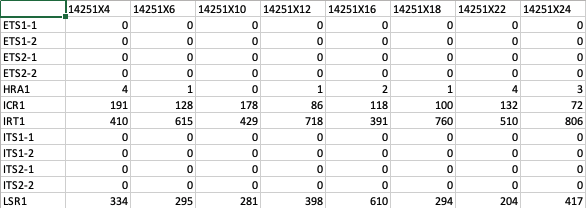 14251X4 14251X6 14251X10 14251X12 14251X16 14251X18 14251X22 14251X24
ETS1-1 0 0 0 0 0 0 0 0
ETS1-2 0 0 0 0 0 0 0 0
ETS2-1 0 0 0 0 0 0 0 0
ETS2-2 0 0 0 0 0 0 0 0
HRA1 4 1 0 1 2 1 4 3
ICR1 191 128 178 86 118 100 132 72
IRT1 410 615 429 718 391 760 510 806
ITS1-1 0 0 0 0 0 0 0 0
ITS1-2 0 0 0 0 0 0 0 0
ITS2-1 0 0 0 0 0 0 0 0
ITS2-2 0 0 0 0 0 0 0 0
LSR1 334 295 281 398 610 294 204 417